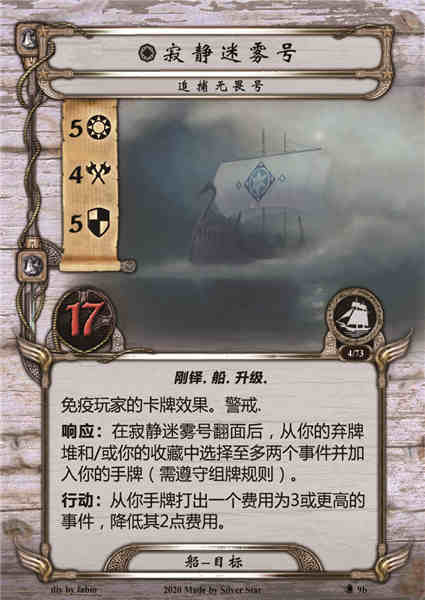 寂静迷雾号
追捕无畏号
5
4
5
17
4/73
刚铎. 船. 升级.
免疫玩家的卡牌效果。警戒.
响应：在寂静迷雾号翻面后，从你的弃牌
堆和/或你的收藏中选择至多两个事件并加
入你的手牌（需遵守组牌规则）。
行动：从你手牌打出一个费用为3或更高的
事件，降低其2点费用。
船-目标
diy by fabio
2020 Made by Silver Star
9b